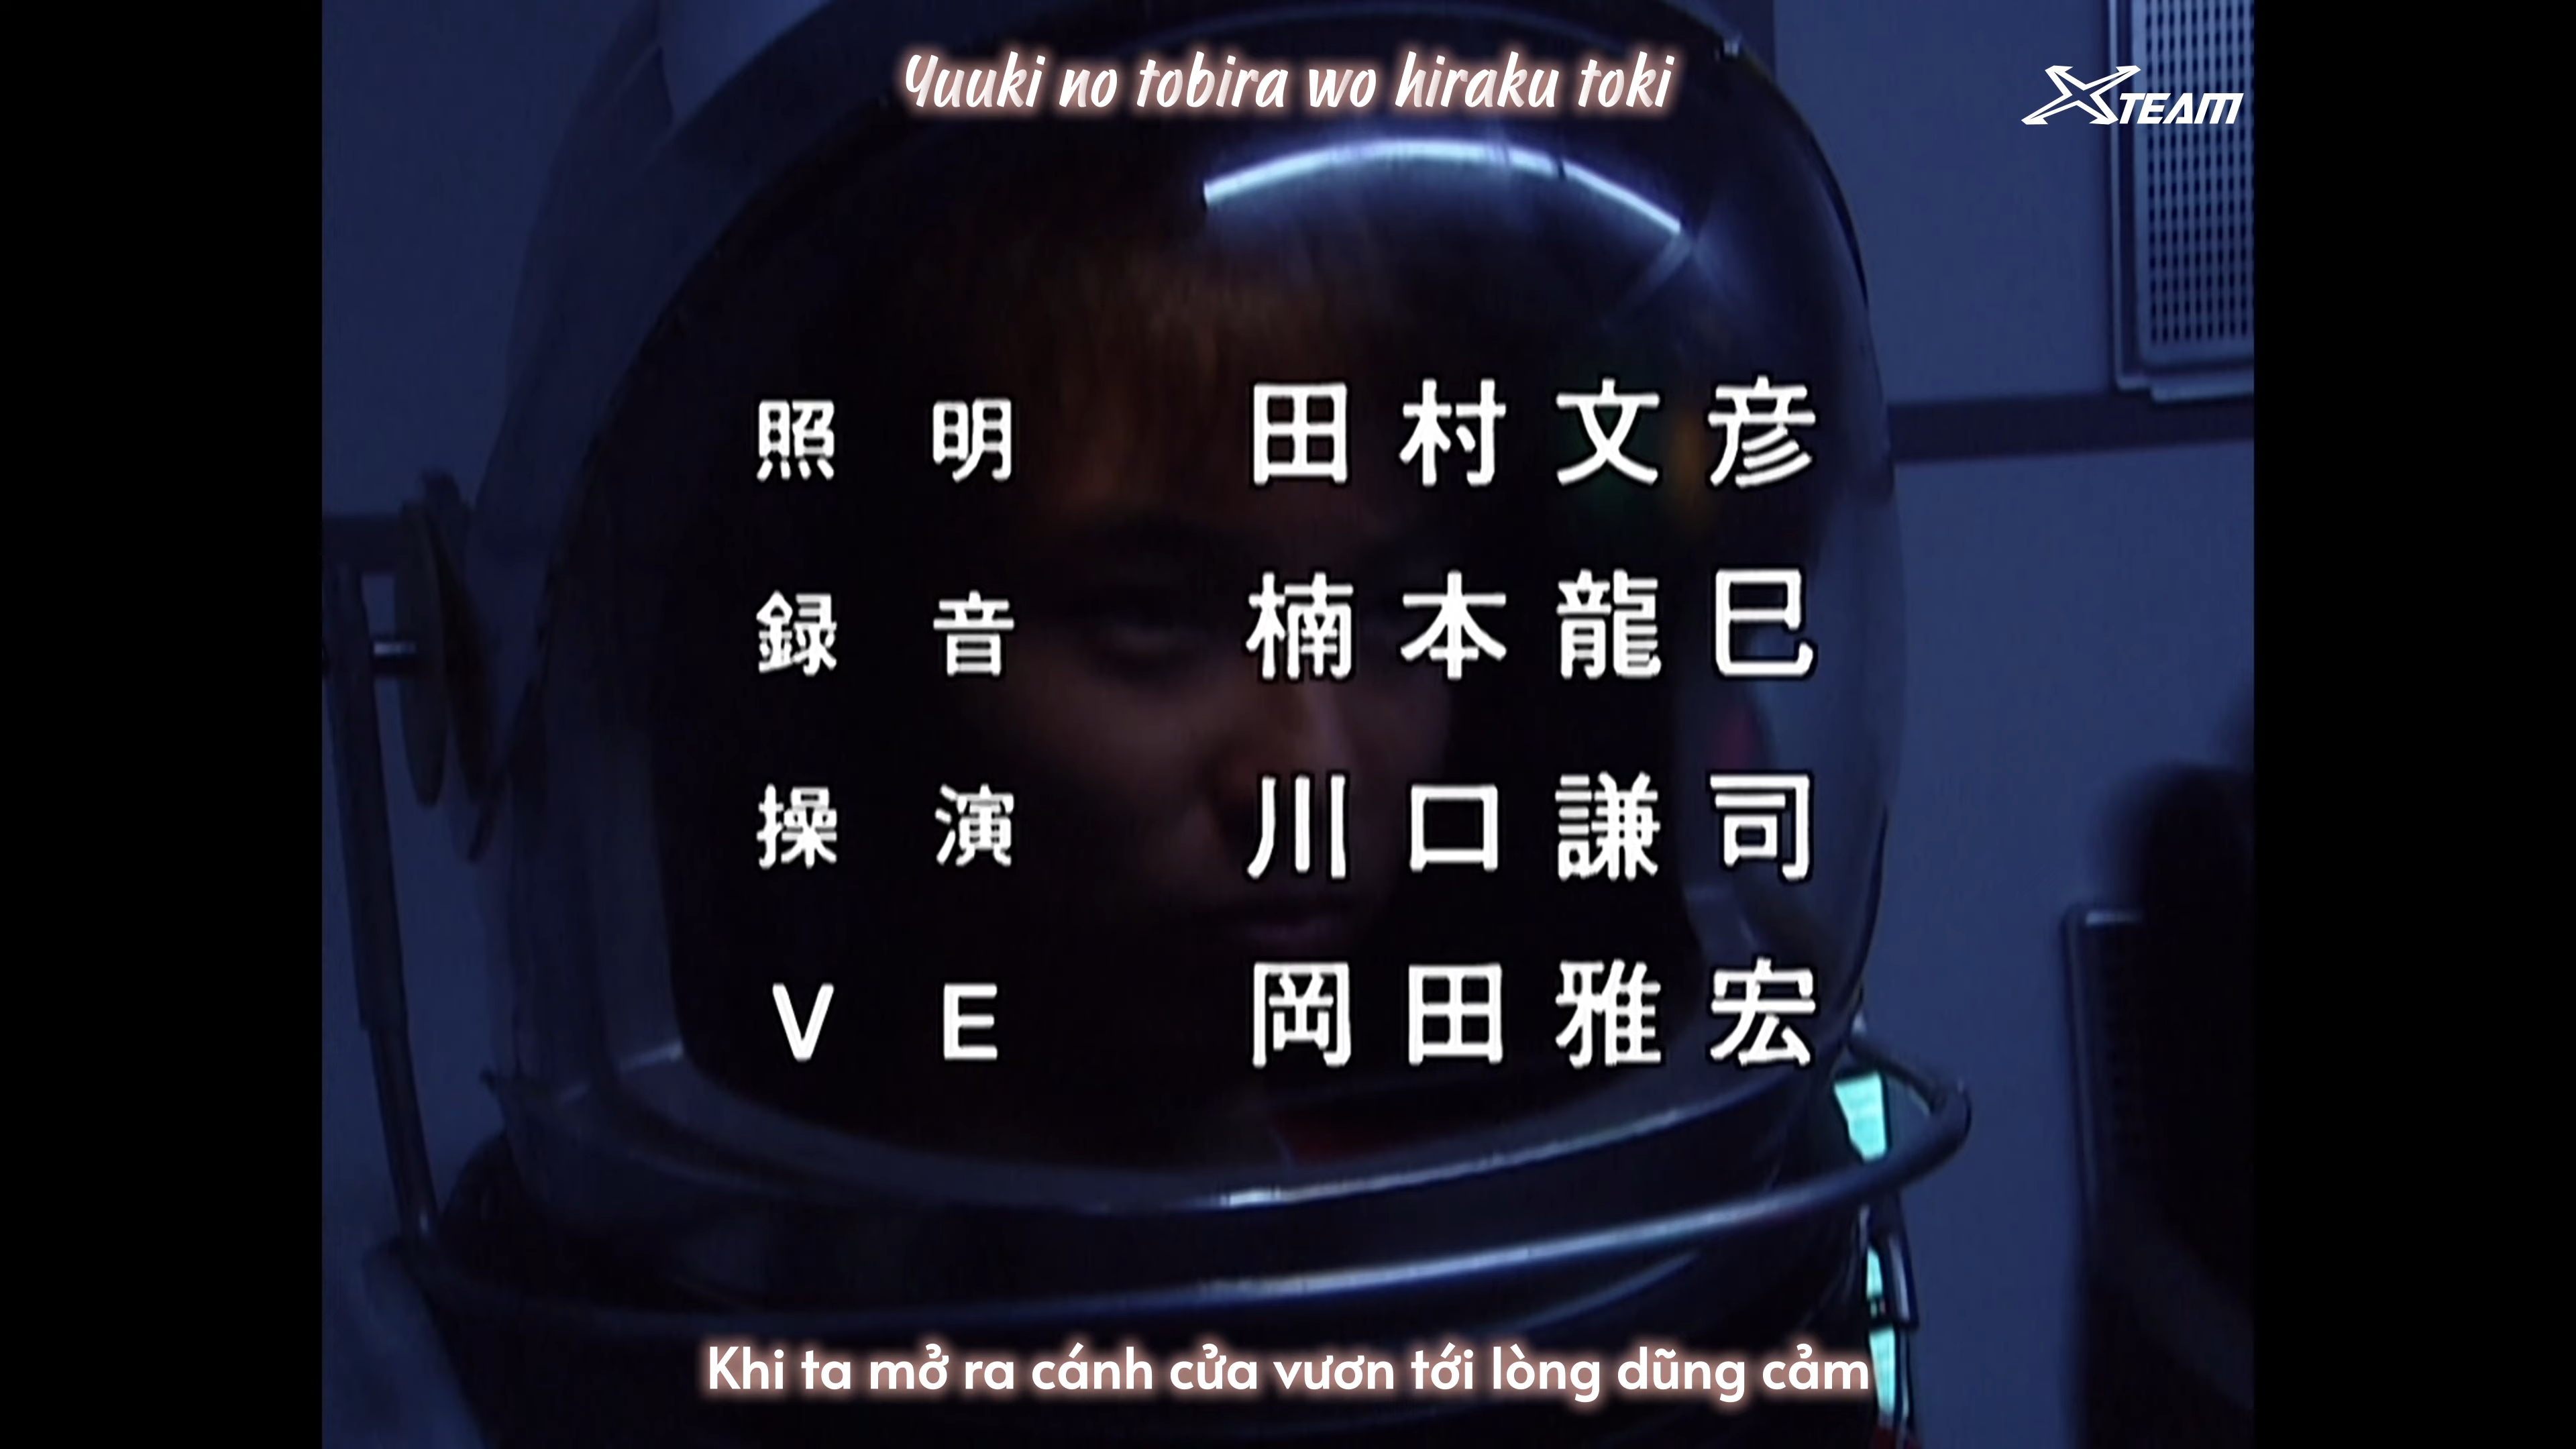 Yuuki no tobira wo hiraku toki
XTEAM
照明 田村文彦
録音 楠本龍巳
操演 川口謙司
VE 岡田雅宏
Khi ta mở ra cánh cửa vươn tới lòng dũng cảm